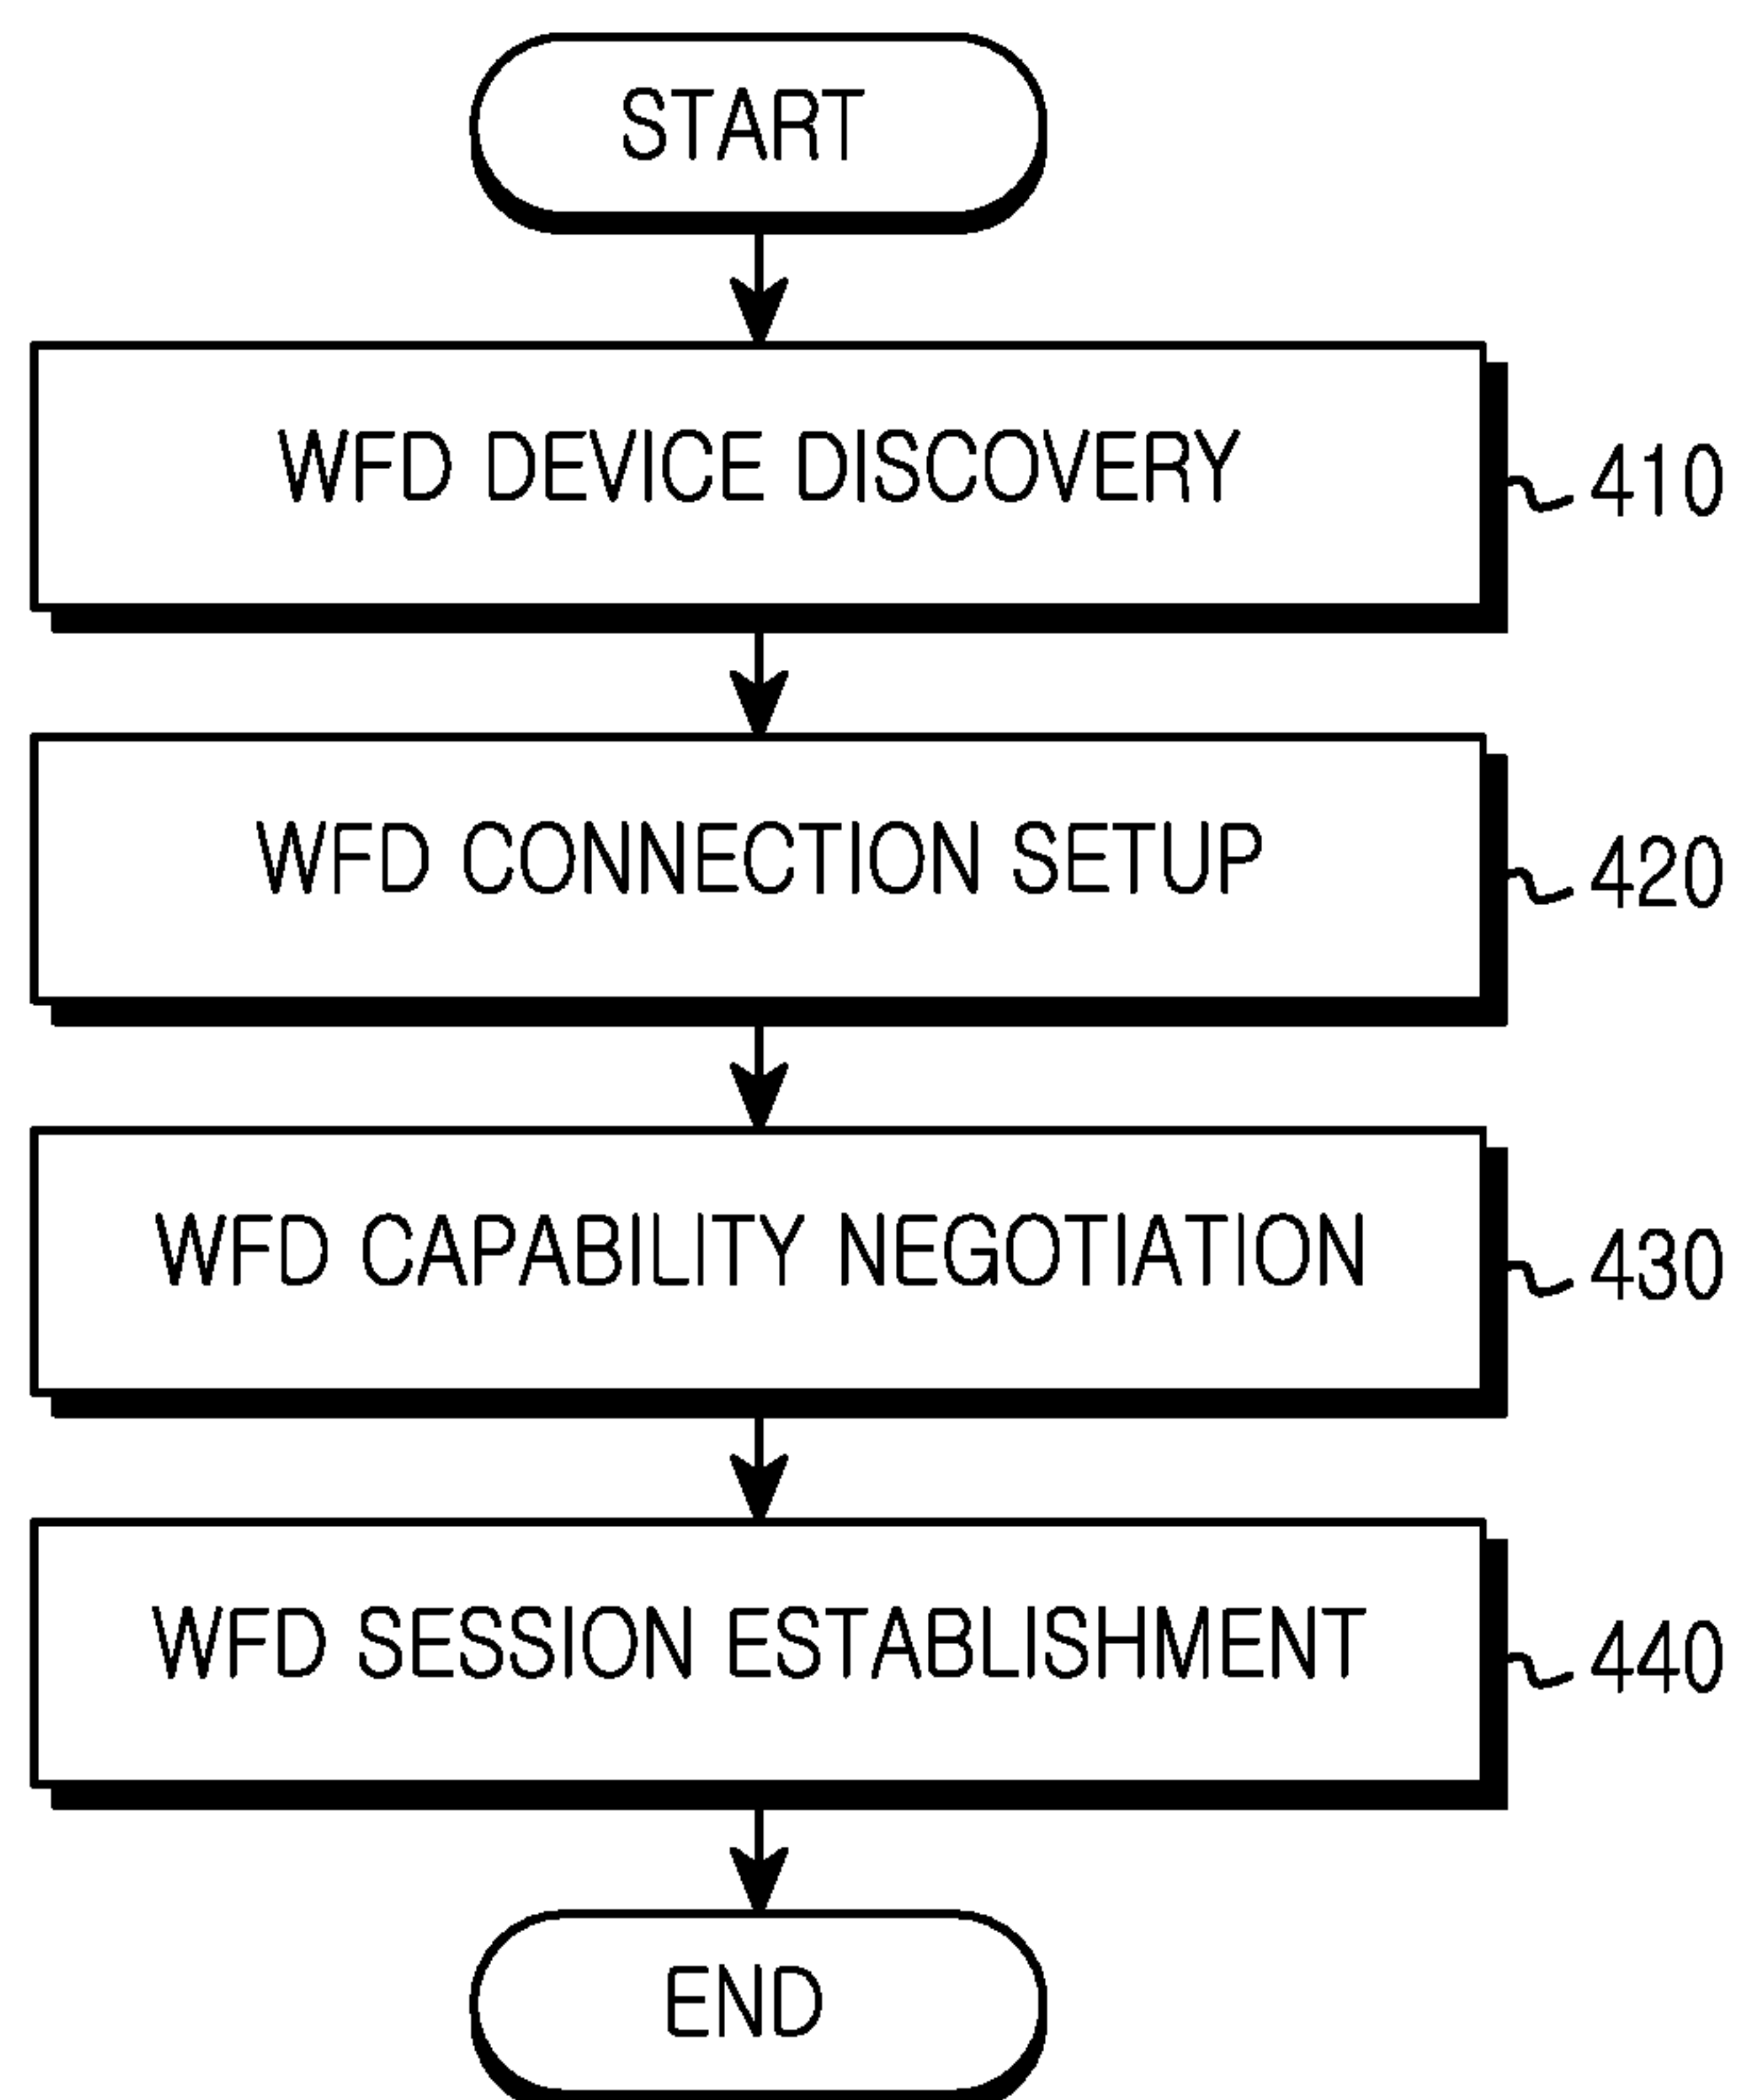 START
WFD DEVICE DISCOVERY
410
WFD CONNECTION SETUP
420
WFD CAPABILITY NEGOTIATION
430
WFD SESSION ESTABLISHMENT
440
END